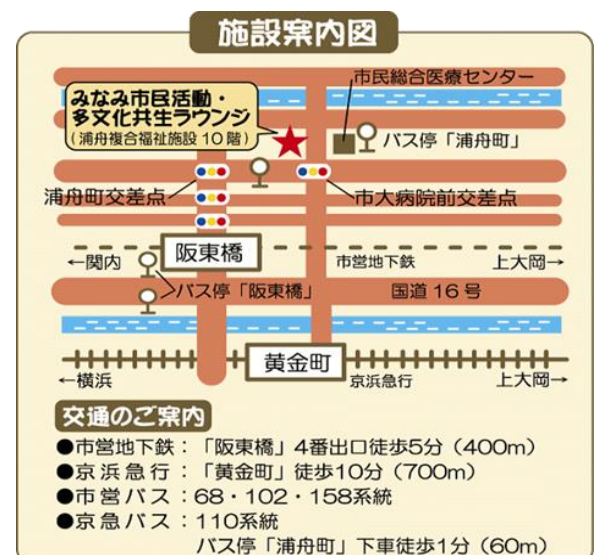 施設案内図
市民総合医療センター
みなみ市民活動・
多文化共生ラウンジ
(浦舟複合福祉施設10階)
バス停「浦舟町」
浦舟町交差点
市大病院前交差点
阪東橋
←関内
市営地下鉄
上大岡→
バス停「阪東橋」
国道16号
黄金町
←横浜
京浜急行
上大岡→
交通のご案内
●市営地下鉄：「阪東橋」4番出口徒歩5分（400m）
●京浜急行：「黄金町」徒歩10分（700m）
●市営バス：68・102・158系統
●京急バス：110系統
バス停「浦舟町」下車徒歩1分（60m）